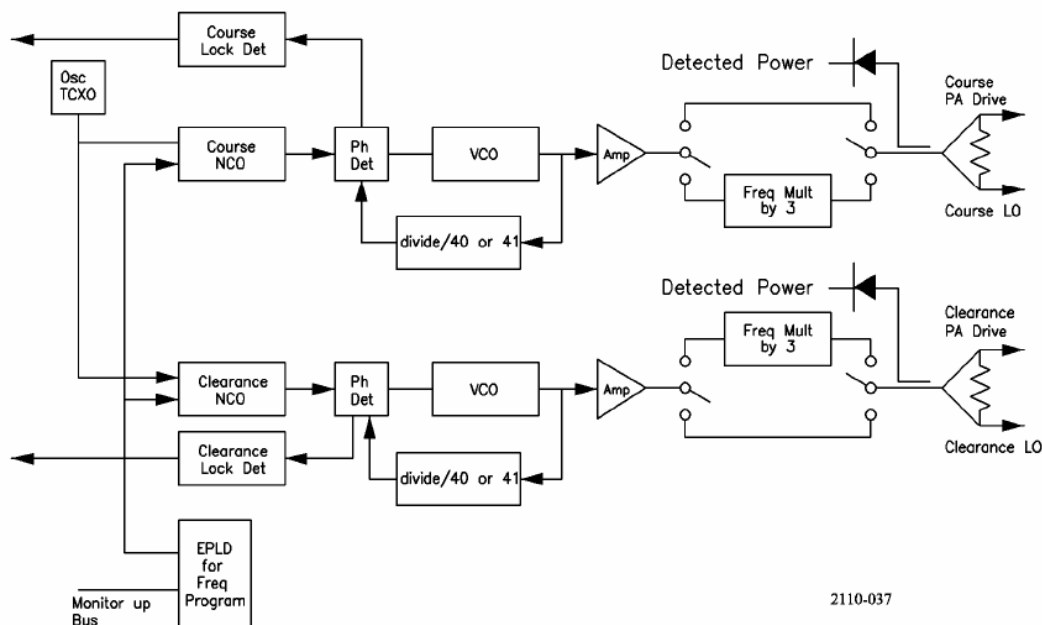 Course
Lock Det
Osc
TCXO
Detected Power
Course
PA Drive
Course
NCO
Ph
Det
VCO
Amp
Freq Mult
by 3
Course LO
divide/40 or 41
Detected Power
Clearance
PA Drive
Freq Mult
by 3
Clearance
NCO
Ph
Det
VCO
Amp
Clearance
Lock Det
Clearance LO
divide/40 or 41
EPLD
for
Freq
Program
Monitor up
Bus
2110-037